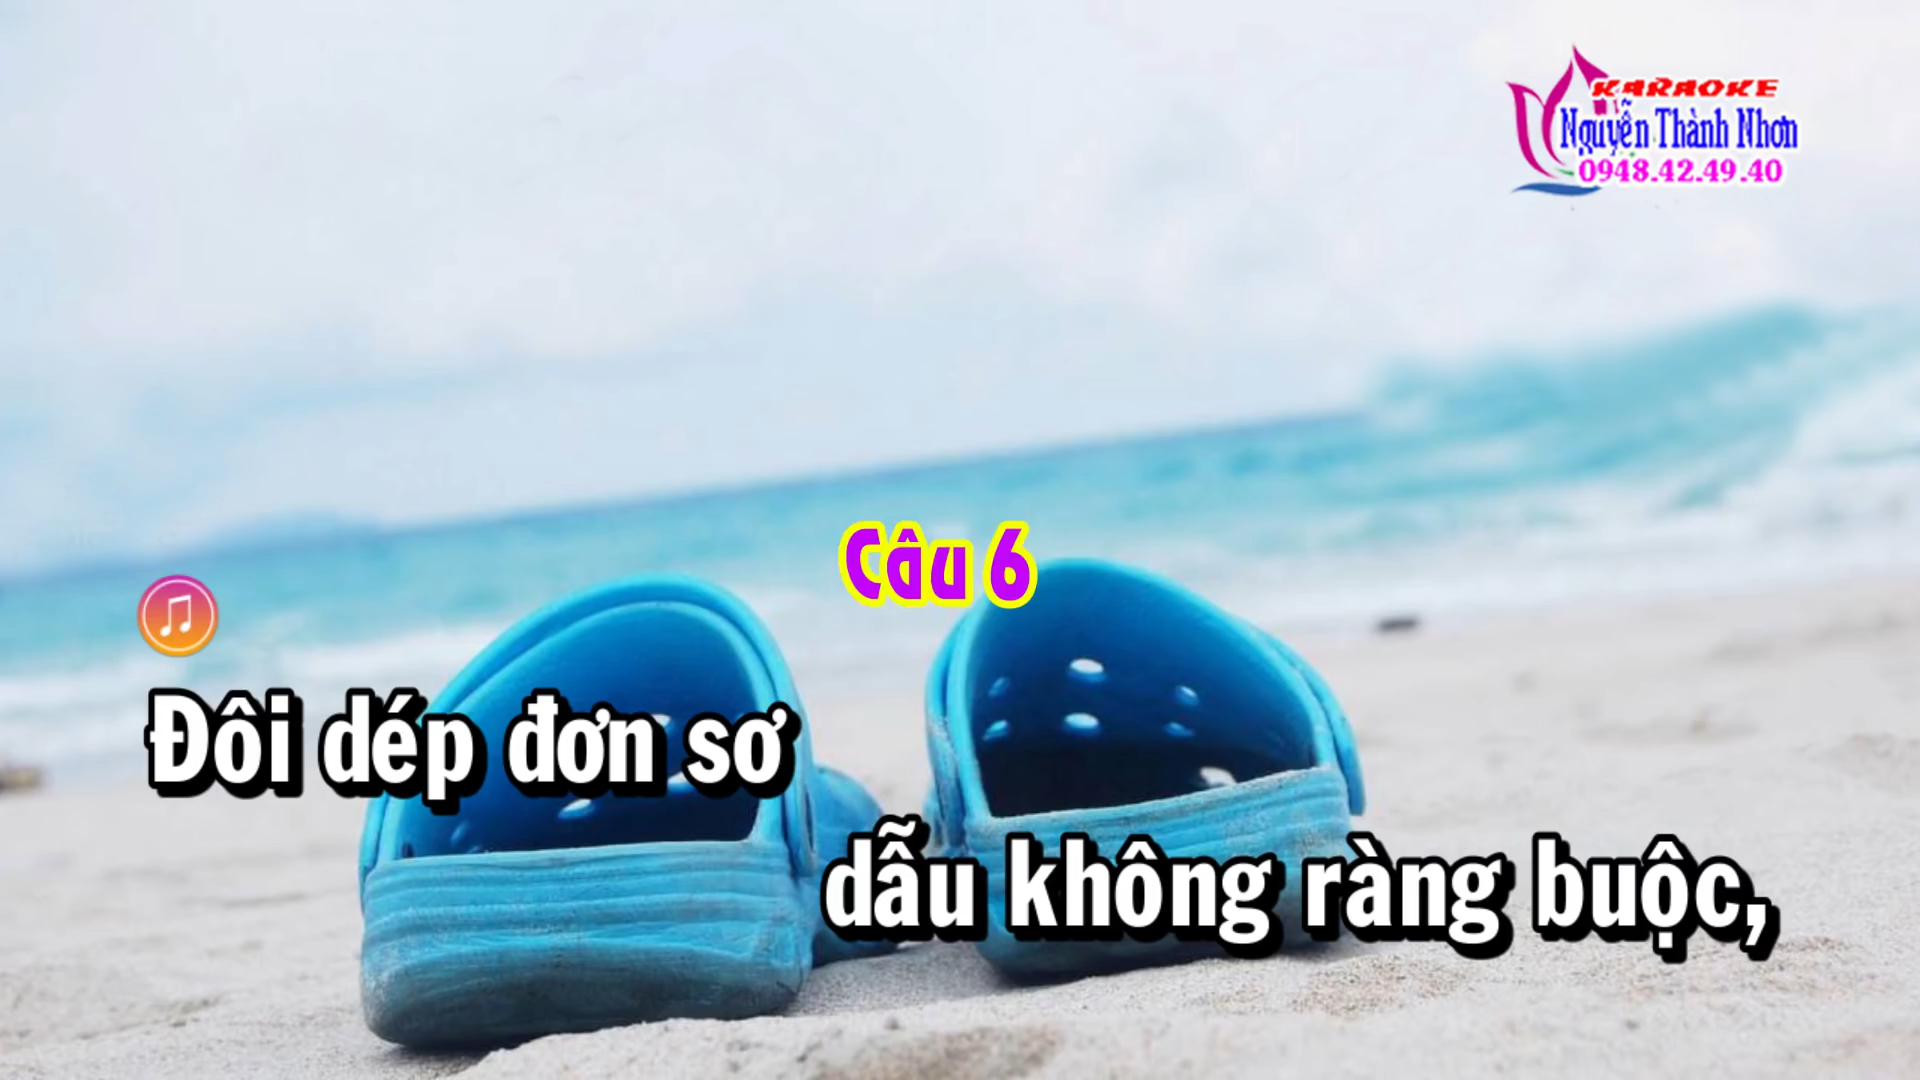 KARAOKE
Nguyễn Thành Nhơn
0948.42.49.40
Câu 6
Đôi dép đơn sơ
dẫu không ràng buộc,